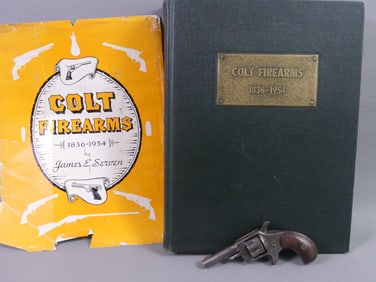 COLT
FIREARMS
1836-1954
by
James E. Serven
COLT FIREARMS
1836-1954